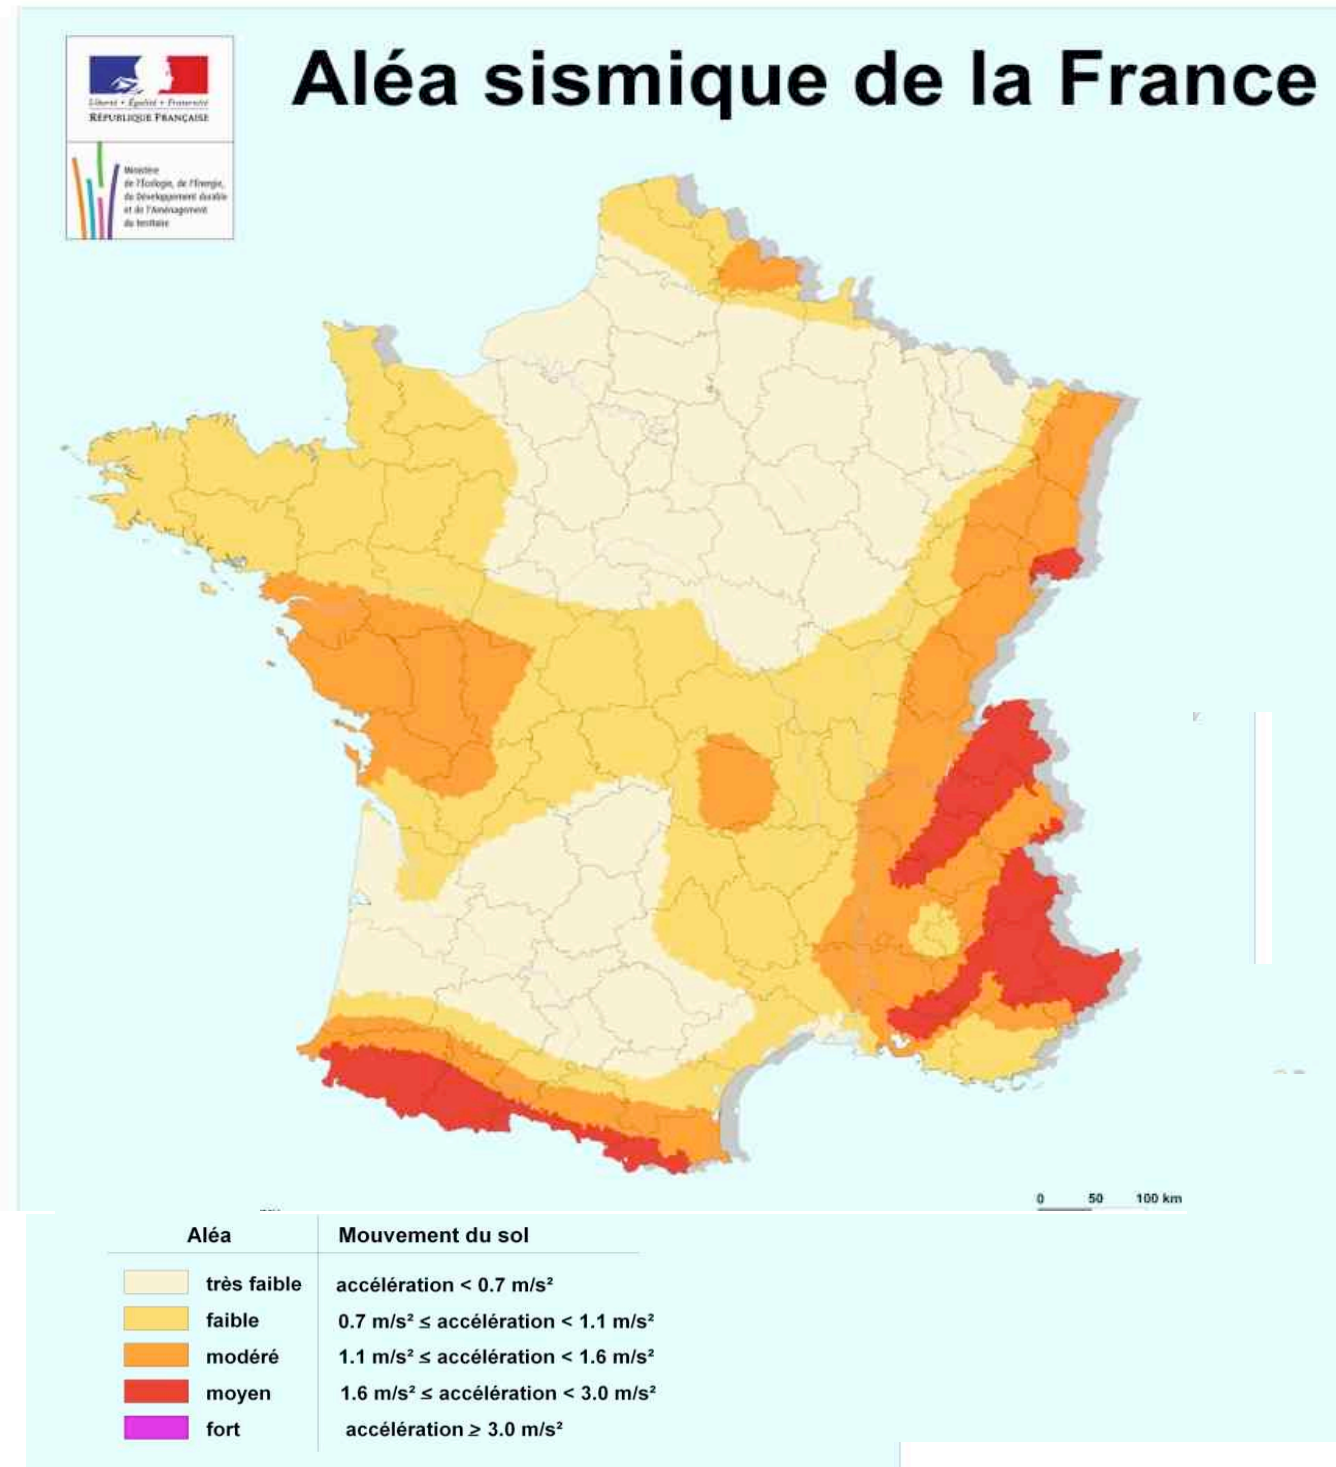 Aléa sismique de la France
Liberté • Égalité • Fraternité
RÉPUBLIQUE FRANÇAISE
Ministère
de l'Écologie, de l'Énergie,
du Développement durable
et de l'Aménagement
du territoire
0 50 100 km
Aléa Mouvement du sol
très faible accélération < 0.7 m/s²
faible 0.7 m/s² ≤ accélération < 1.1 m/s²
modéré 1.1 m/s² ≤ accélération < 1.6 m/s²
moyen 1.6 m/s² ≤ accélération < 3.0 m/s²
fort accélération ≥ 3.0 m/s²